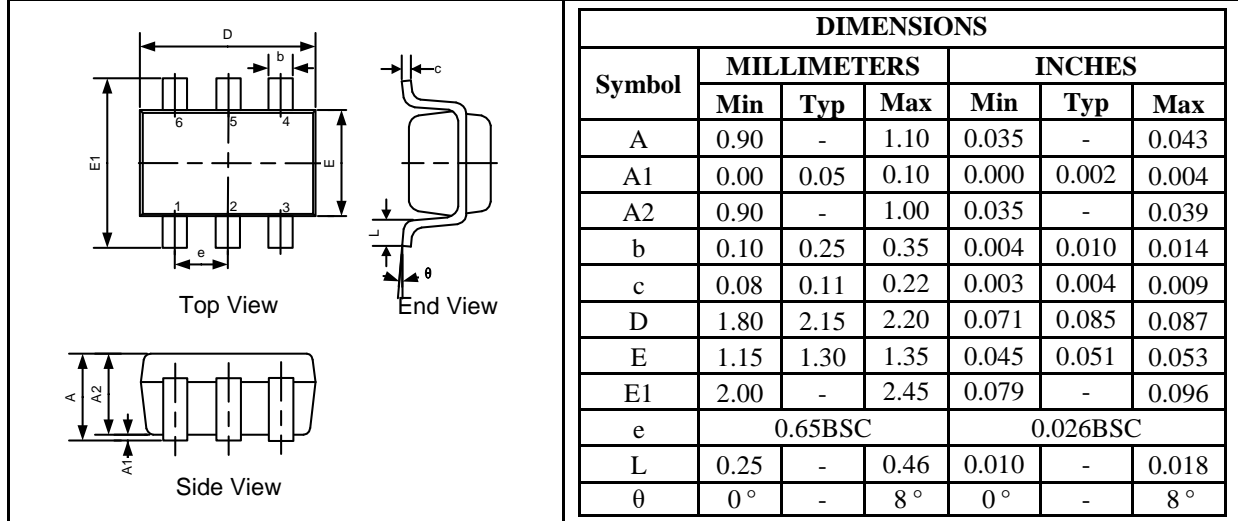 D
b
c
6 5 4
E1
E
1 2 3
e
L
θ
Top View
End View
A
A2
A1
Side View
DIMENSIONS
Symbol MILLIMETERS INCHES
Min Typ Max Min Typ Max
A 0.90 - 1.10 0.035 - 0.043
A1 0.00 0.05 0.10 0.000 0.002 0.004
A2 0.90 - 1.00 0.035 - 0.039
b 0.10 0.25 0.35 0.004 0.010 0.014
c 0.08 0.11 0.22 0.003 0.004 0.009
D 1.80 2.15 2.20 0.071 0.085 0.087
E 1.15 1.30 1.35 0.045 0.051 0.053
E1 2.00 - 2.45 0.079 - 0.096
e 0.65BSC 0.026BSC
L 0.25 - 0.46 0.010 - 0.018
θ 0 ° - 8 ° 0 ° - 8 °